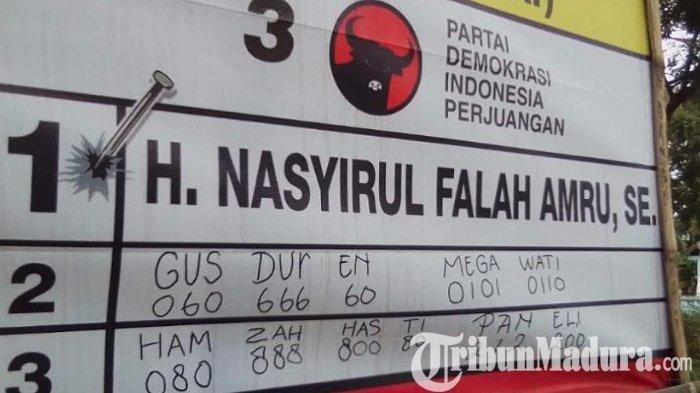 3
PARTAI
DEMOKRASI
INDONESIA
PERJUANGAN
1 H. NASYIRUL FALAH AMRU, SE.
2 GUS DUr EN MEGA WATI
060 666 60 0101 0110
3 HAM ZAH HAS TI PAN ELI
080 888 800
TribunMadura.com